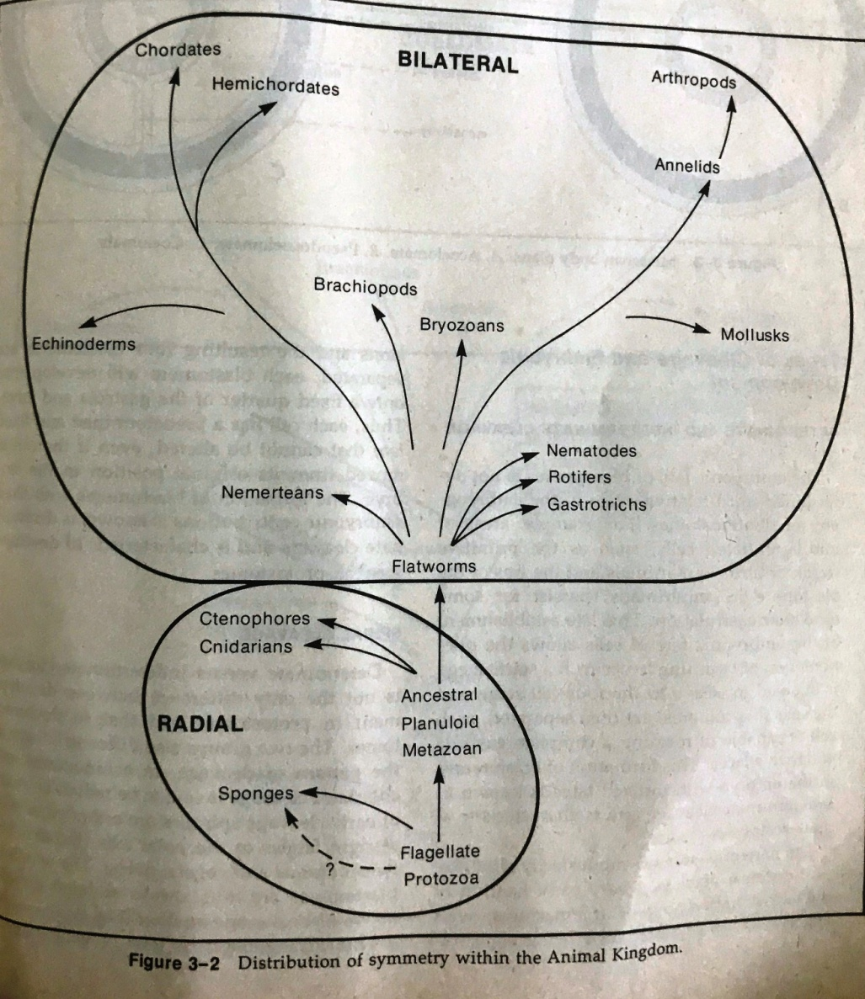 Chordates
BILATERAL
Hemichordates
Arthropods
Annelids
Brachiopods
Bryozoans
Echinoderms
Mollusks
Nematodes
Rotifers
Nemerteans
Gastrotrichs
Flatworms
Ctenophores
Cnidarians
Ancestral
Planuloid
Metazoan
RADIAL
Sponges
Flagellate
Protozoa
?
Figure 3–2 Distribution of symmetry within the Animal Kingdom.